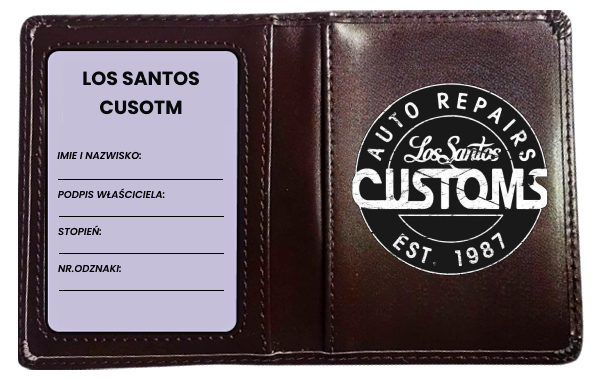 LOS SANTOS
CUSOTM
IMIE I NAZWISKO:
PODPIS WŁAŚCICIELA:
STOPIEŃ:
NR.ODZNAKI:
AUTO REPAIRS
Los Santos
CUSTOMS
EST. 1987